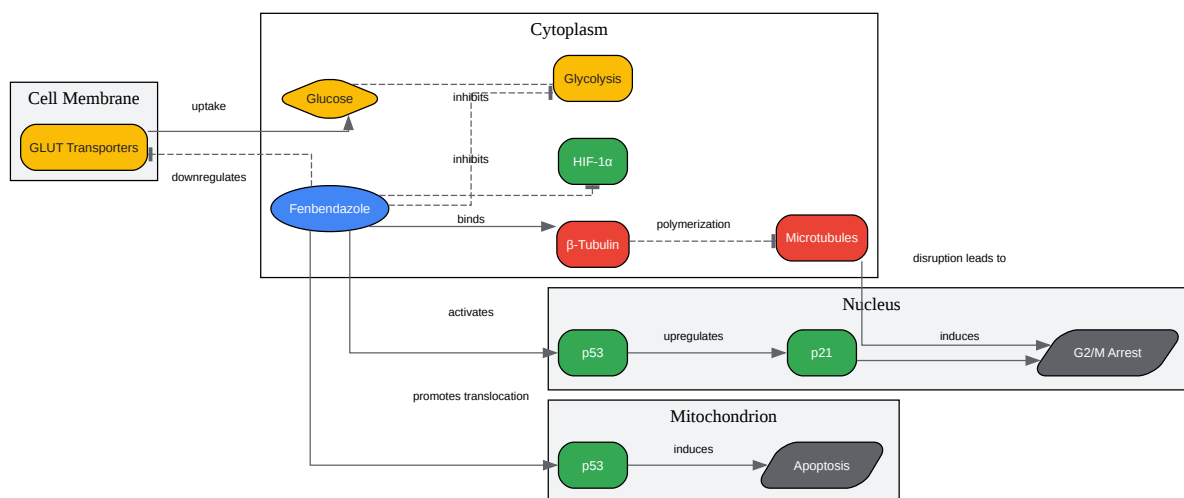 Cytoplasm
Cell Membrane
uptake
GLUT Transporters
downregulates
Glucose
Glycolysis
inhibits
HIF-1α
inhibits
Fenbendazole
binds
β-Tubulin
polymerization
Microtubules
disruption leads to
Nucleus
activates
p53
upregulates
p21
induces
G2/M Arrest
promotes translocation
Mitochondrion
p53
induces
Apoptosis